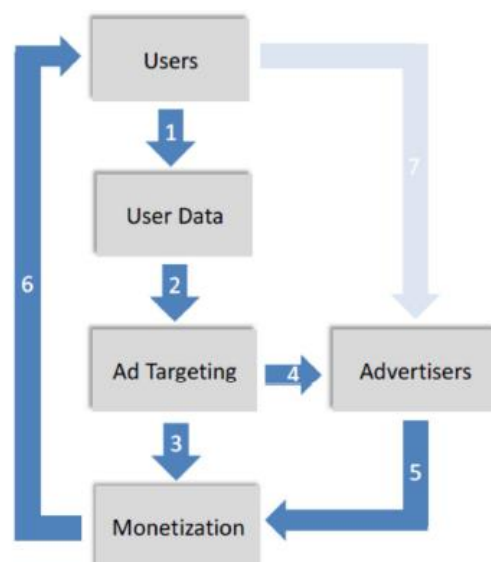 Users
1
7
User Data
6
2
Ad Targeting
4
Advertisers
3
5
Monetization